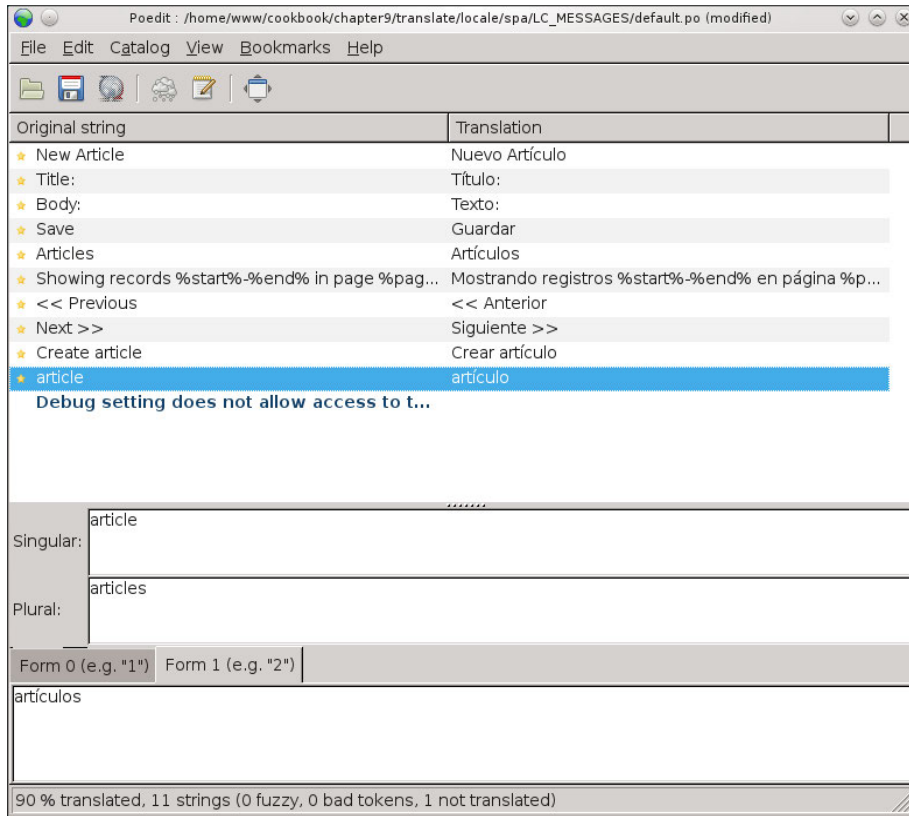 Poedit : /home/www/cookbook/chapter9/translate/locale/spa/LC_MESSAGES/default.po (modified)
File Edit Catalog View Bookmarks Help
Original string Translation
New Article Nuevo Artículo
Title: Título:
Body: Texto:
Save Guardar
Articles Artículos
Showing records %start%-%end% in page %pag... Mostrando registros %start%-%end% en página %p...
<< Previous << Anterior
Next >> Siguiente >>
Create article Crear artículo
article artículo
Debug setting does not allow access to t...
Singular: article
Plural: articles
Form 0 (e.g. "1") Form 1 (e.g. "2")
artículos
90 % translated, 11 strings (0 fuzzy, 0 bad tokens, 1 not translated)